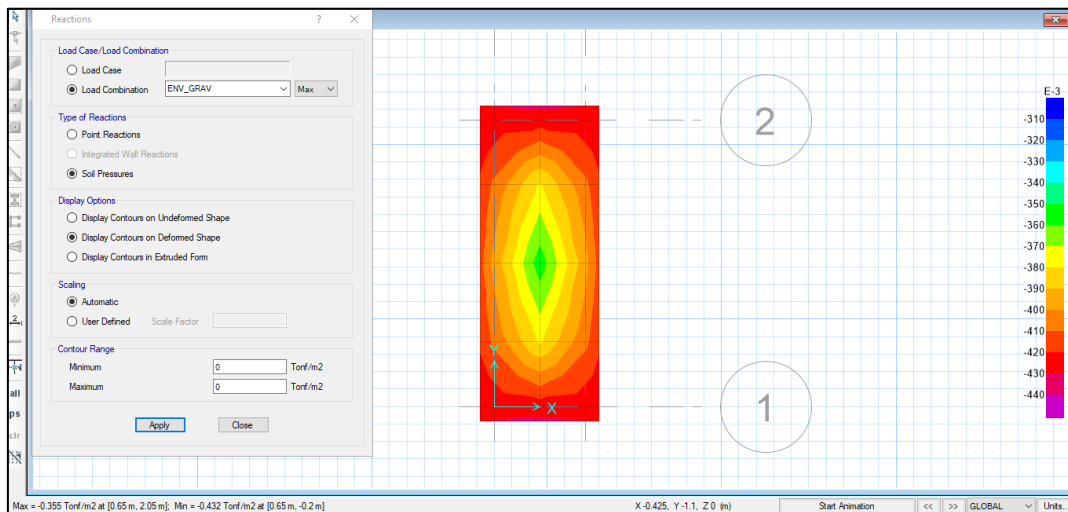 Reactions ? ×
Load Case/Load Combination
Load Case
Load Combination ENV_GRAV Max
Type of Reactions
Point Reactions
Integrated Wall Reactions
Soil Pressures
Display Options
Display Contours on Undeformed Shape
Display Contours on Deformed Shape
Display Contours in Extruded Form
Scaling
Automatic
User Defined Scale Factor
Contour Range
Minimum 0 Tonf/m2
Maximum 0 Tonf/m2
Apply Close
2
all
ps
clr
2
1
Y
X
E-3
-310
-320
-330
-340
-350
-360
-370
-380
-390
-400
-410
-420
-430
-440
Max = -0.355 Tonf/m2 at [0.65 m, 2.05 m]; Min = -0.432 Tonf/m2 at [0.65 m, -0.2 m] X -0.425, Y -1.1, Z 0 (m) Start Animation << >> GLOBAL Units...